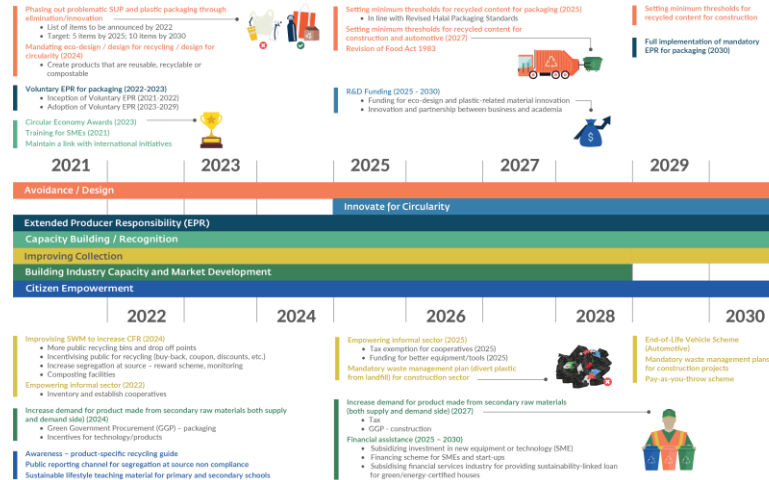 Phasing out problematic SUP and plastic packaging through
elimination/innovation
• List of items to be announced by 2022
• Target: 5 items by 2025; 10 items by 2030
Mandating eco-design / design for recycling / design for
circularity (2024)
• Create products that are reusable, recyclable or
compostable
Voluntary EPR for packaging (2022-2023)
• Inception of Voluntary EPR (2021-2022)
• Adoption of Voluntary EPR (2023-2029)
Circular Economy Awards (2023)
Training for SMEs (2021)
Maintain a link with international initiatives
Setting minimum thresholds for recycled content for packaging (2025)
• In line with Revised Halal Packaging Standards
Setting minimum thresholds for recycled content for
construction and automotive (2027)
Revision of Food Act 1983
R&D Funding (2025 - 2030)
• Funding for eco-design and plastic-related material innovation
• Innovation and partnership between business and academia
$
Setting minimum thresholds for
recycled content for construction
Full implementation of mandatory
EPR for packaging (2030)
2021
2023
2025
2027
2029
Avoidance / Design
Innovate for Circularity
Extended Producer Responsibility (EPR)
Capacity Building / Recognition
Improving Collection
Building Industry Capacity and Market Development
Citizen Empowerment
2022
2024
2026
2028
2030
Improvising SWM to increase CFR (2024)
• More public recycling bins and drop off points
• Incentivising public for recycling (buy-back, coupon, discounts, etc.)
• Increase segregation at source – reward scheme, monitoring
• Composting facilities
Empowering informal sector (2022)
• Inventory and establish cooperatives
Increase demand for product made from secondary raw materials both supply
and demand side) (2024)
• Green Government Procurement (GGP) – packaging
• Incentives for technology/products
Awareness – product-specific recycling guide
Public reporting channel for segregation at source non compliance
Sustainable lifestyle teaching material for primary and secondary schools
Empowering informal sector (2025)
• Tax exemption for cooperatives (2025)
• Funding for better equipment/tools (2025)
Mandatory waste management plan (divert plastic
from landfill) for construction sector
Increase demand for product made from secondary raw materials
(both supply and demand side) (2027)
• Tax
• GGP - construction
Financial assistance (2025 – 2030)
• Subsidizing investment in new equipment or technology (SME)
• Financing scheme for SMEs and start-ups
• Subsidising financial services industry for providing sustainability-linked loan
for green/energy-certified houses
End-of-Life Vehicle Scheme
(Automotive)
Mandatory waste management plans
for construction projects
Pay-as-you-throw scheme